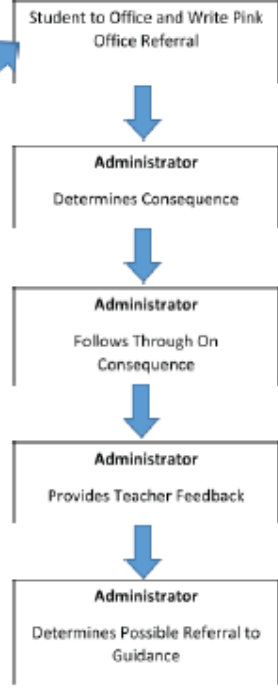 Student to Office and Write Pink
Office Referral
Administrator
Determines Consequence
Administrator
Follows Through On
Consequence
Administrator
Provides Teacher Feedback
Administrator
Determines Possible Referral to
Guidance